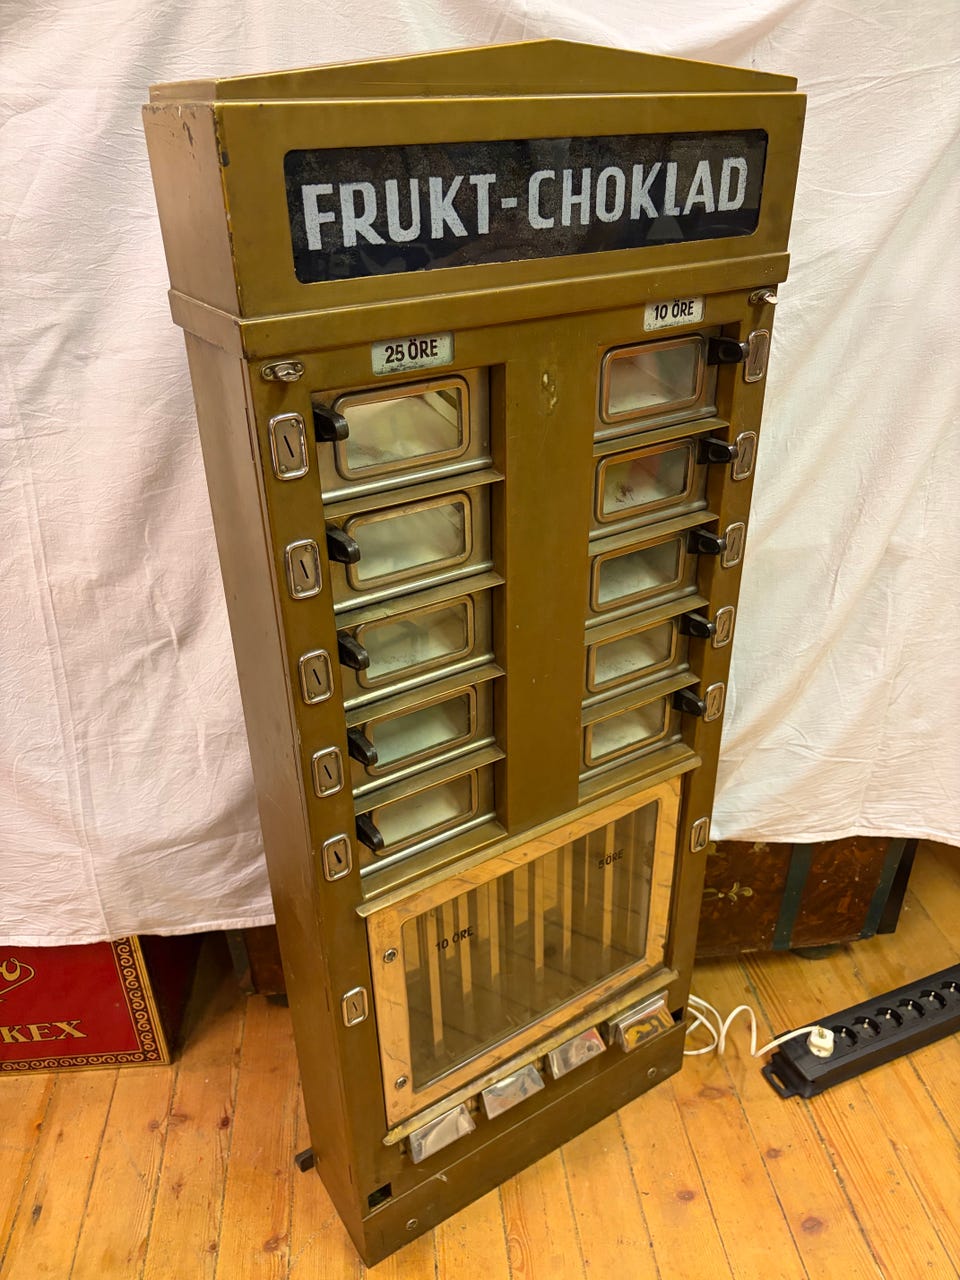 FRUKT-CHOKLAD
25 ÖRE
10 ÖRE
5 ÖRE
10 ÖRE
KEX